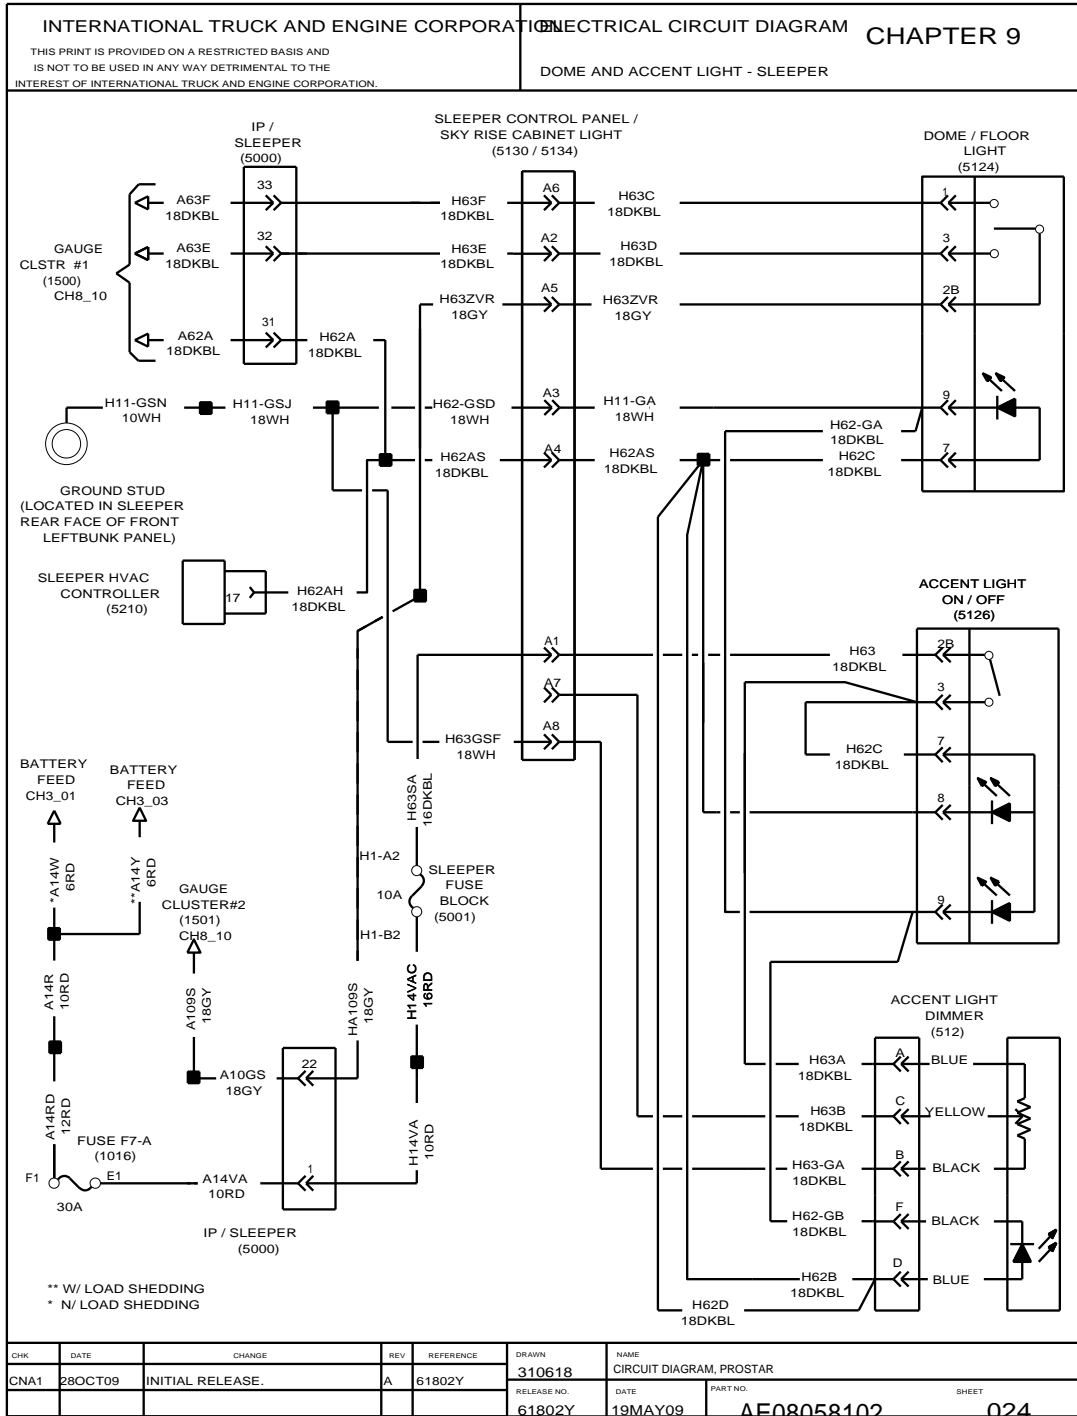 INTERNATIONAL TRUCK AND ENGINE CORPORATION
ELECTRICAL CIRCUIT DIAGRAM
CHAPTER 9
THIS PRINT IS PROVIDED ON A RESTRICTED BASIS AND
IS NOT TO BE USED IN ANY WAY DETRIMENTAL TO THE
INTEREST OF INTERNATIONAL TRUCK AND ENGINE CORPORATION.
DOME AND ACCENT LIGHT - SLEEPER
IP /
SLEEPER
(5000)
SLEEPER CONTROL PANEL /
SKY RISE CABINET LIGHT
(5130 / 5134)
DOME / FLOOR
LIGHT
(5124)
GAUGE
CLSTR #1
(1500)
CH8_10
A63F
18DKBL
33
H63F
18DKBL
A6
H63C
18DKBL
1
A63E
18DKBL
32
H63E
18DKBL
A2
H63D
18DKBL
3
H63ZVR
18GY
A5
H63ZVR
18GY
2B
A62A
18DKBL
31
H62A
18DKBL
H11-GSN
10WH
H11-GSJ
18WH
H62-GSD
18WH
A3
H11-GA
18WH
9
H62-GA
18DKBL
H62AS
18DKBL
A4
H62AS
18DKBL
H62C
18DKBL
7
GROUND STUD
(LOCATED IN SLEEPER
REAR FACE OF FRONT
LEFTBUNK PANEL)
SLEEPER HVAC
CONTROLLER
(5210)
17
H62AH
18DKBL
ACCENT LIGHT
ON / OFF
(5126)
A1
H63
18DKBL
2B
A7
3
H63GSF
18WH
A8
H62C
18DKBL
7
8
9
BATTERY
FEED
CH3_01
BATTERY
FEED
CH3_03
*A14W
6RD
**A14Y
6RD
GAUGE
CLUSTER#2
(1501)
CH8_10
H63SA
16DKBL
H1-A2
10A
SLEEPER
FUSE
BLOCK
(5001)
H1-B2
A14R
10RD
A109S
18GY
HA109S
18GY
H14VAC
16RD
A10GS
18GY
22
A14RD
12RD
FUSE F7-A
(1016)
F1
E1
30A
A14VA
10RD
1
H14VA
10RD
IP / SLEEPER
(5000)
ACCENT LIGHT
DIMMER
(512)
H63A
18DKBL
A
BLUE
H63B
18DKBL
C
YELLOW
H63-GA
18DKBL
B
BLACK
H62-GB
18DKBL
F
BLACK
H62B
18DKBL
D
BLUE
H62D
18DKBL
** W/ LOAD SHEDDING
* N/ LOAD SHEDDING
CHK
DATE
CHANGE
REV
REFERENCE
DRAWN
NAME
CNA1
28OCT09
INITIAL RELEASE.
A
61802Y
310618
CIRCUIT DIAGRAM, PROSTAR
RELEASE NO.
DATE
PART NO.
SHEET
61802Y
19MAY09
AE08058102
024